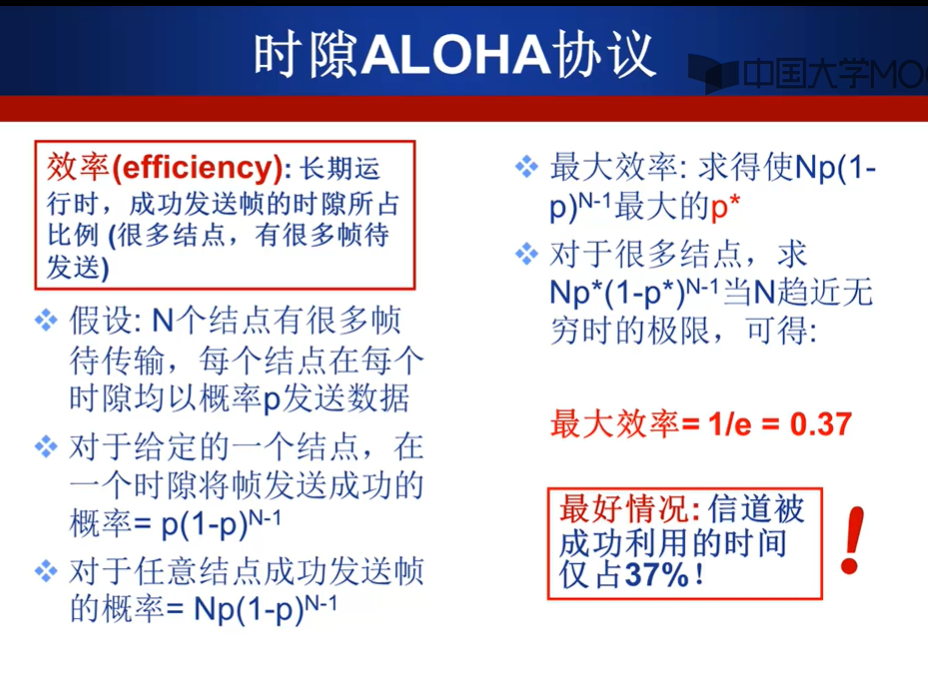 时隙ALOHA协议
中国大学MOO
效率(efficiency): 长期运
行时，成功发送帧的时隙所占
比例 (很多结点，有很多帧待
发送)
假设: N个结点有很多帧
待传输，每个结点在每个
时隙均以概率p发送数据
对于给定的一个结点，在
一个时隙将帧发送成功的
概率= p(1-p)ᴺ⁻¹
对于任意结点成功发送帧
的概率= Np(1-p)ᴺ⁻¹
最大效率: 求得使Np(1-
p)ᴺ⁻¹最大的p*
对于很多结点，求
Np*(1-p*)ᴺ⁻¹当N趋近无
穷时的极限，可得:
最大效率= 1/e = 0.37
最好情况: 信道被
成功利用的时间
仅占37%!
!